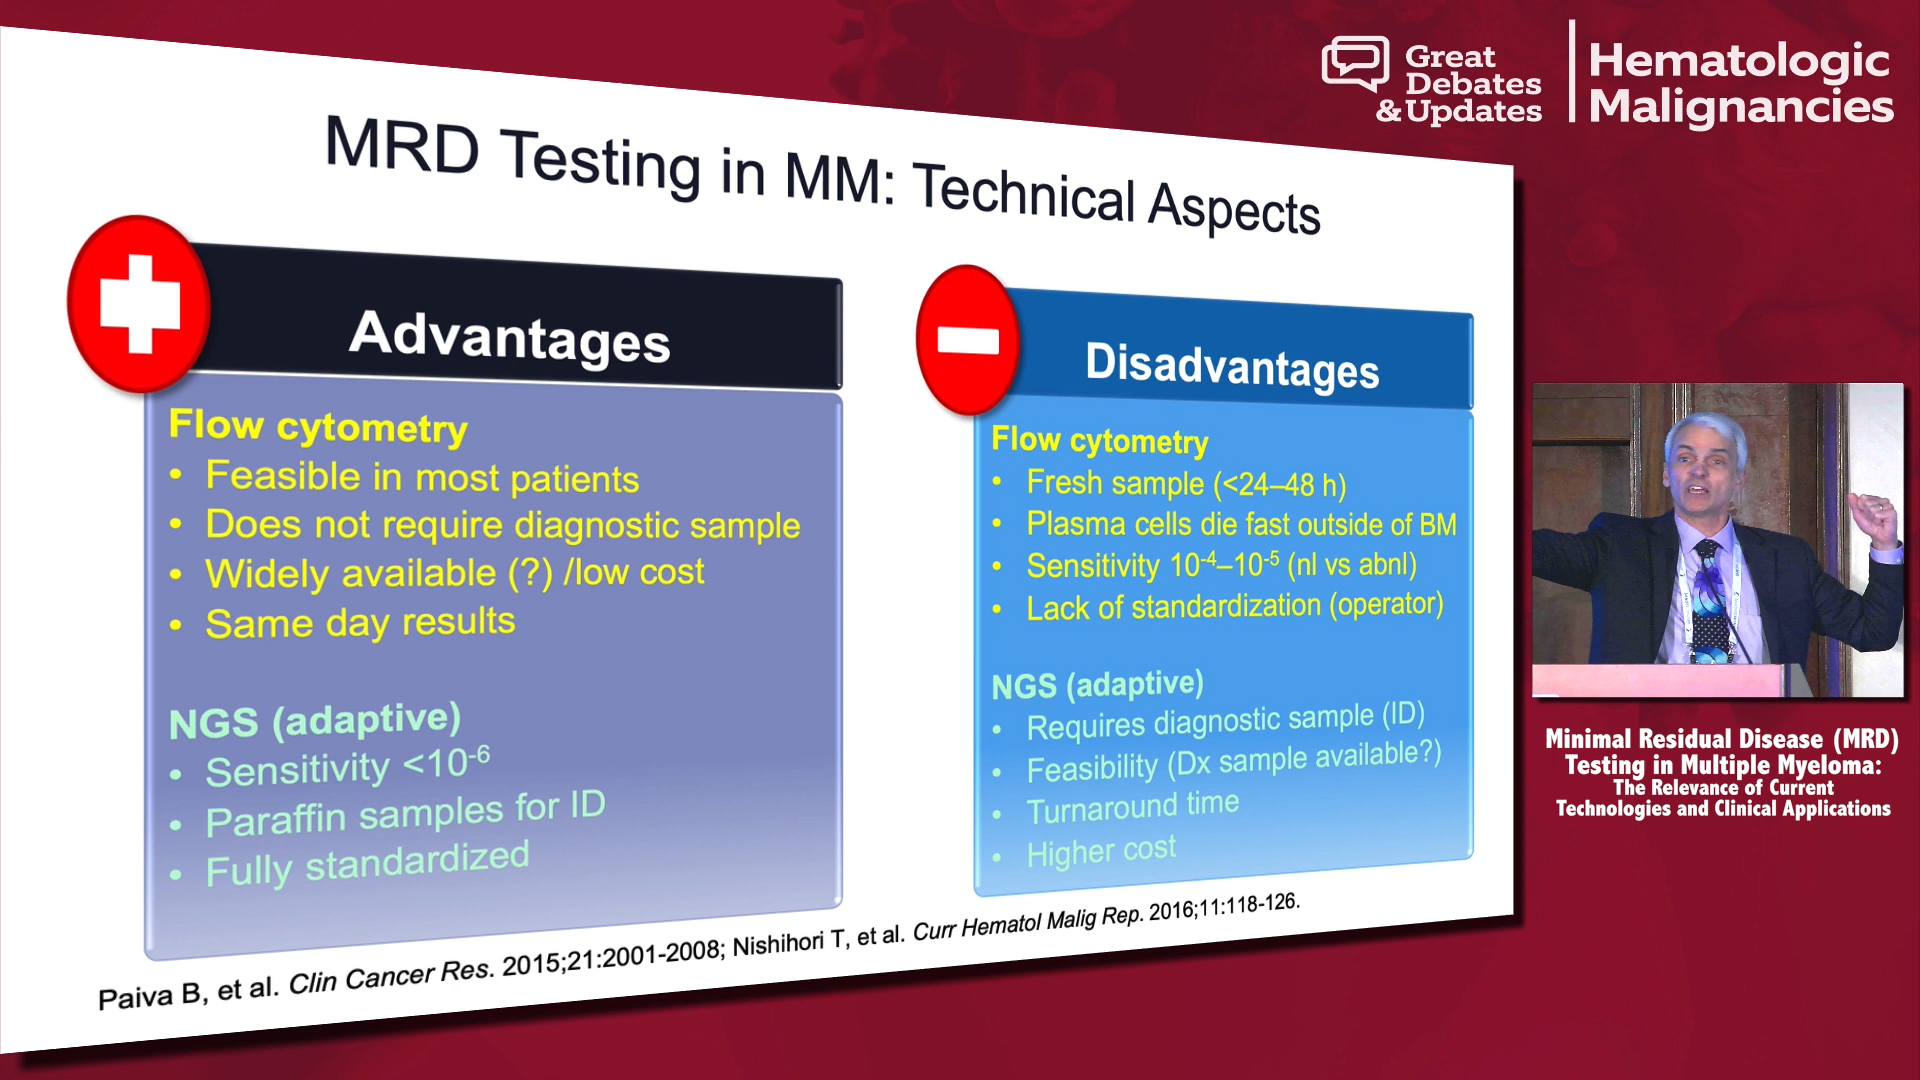 Great
Debates
& Updates
Hematologic
Malignancies
MRD Testing in MM: Technical Aspects
Advantages
Flow cytometry
• Feasible in most patients
• Does not require diagnostic sample
• Widely available (?) /low cost
• Same day results
NGS (adaptive)
• Sensitivity <10⁻⁶
• Paraffin samples for ID
• Fully standardized
Disadvantages
Flow cytometry
• Fresh sample (<24–48 h)
• Plasma cells die fast outside of BM
• Sensitivity 10⁻⁴–10⁻⁵ (nl vs abnl)
• Lack of standardization (operator)
NGS (adaptive)
• Requires diagnostic sample (ID)
• Feasibility (Dx sample available?)
• Turnaround time
• Higher cost
Paiva B, et al. Clin Cancer Res. 2015;21:2001-2008; Nishihori T, et al. Curr Hematol Malig Rep. 2016;11:118-126.
Minimal Residual Disease (MRD)
Testing in Multiple Myeloma:
The Relevance of Current
Technologies and Clinical Applications